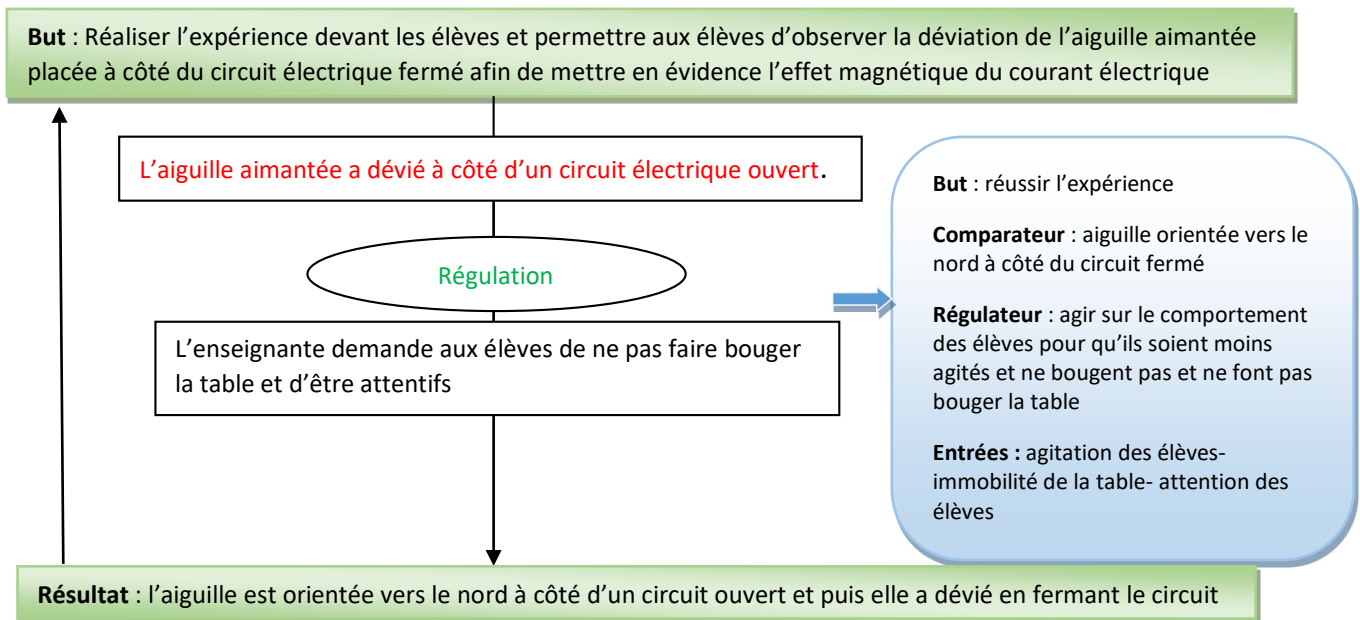 But : Réaliser l’expérience devant les élèves et permettre aux élèves d’observer la déviation de l’aiguille aimantée
placée à côté du circuit électrique fermé afin de mettre en évidence l’effet magnétique du courant électrique
L’aiguille aimantée a dévié à côté d’un circuit électrique ouvert.
Régulation
L’enseignante demande aux élèves de ne pas faire bouger
la table et d’être attentifs
But : réussir l’expérience
Comparateur : aiguille orientée vers le
nord à côté du circuit fermé
Régulateur : agir sur le comportement
des élèves pour qu’ils soient moins
agités et ne bougent pas et ne font pas
bouger la table
Entrées : agitation des élèves-
immobilité de la table- attention des
élèves
Résultat : l’aiguille est orientée vers le nord à côté d’un circuit ouvert et puis elle a dévié en fermant le circuit